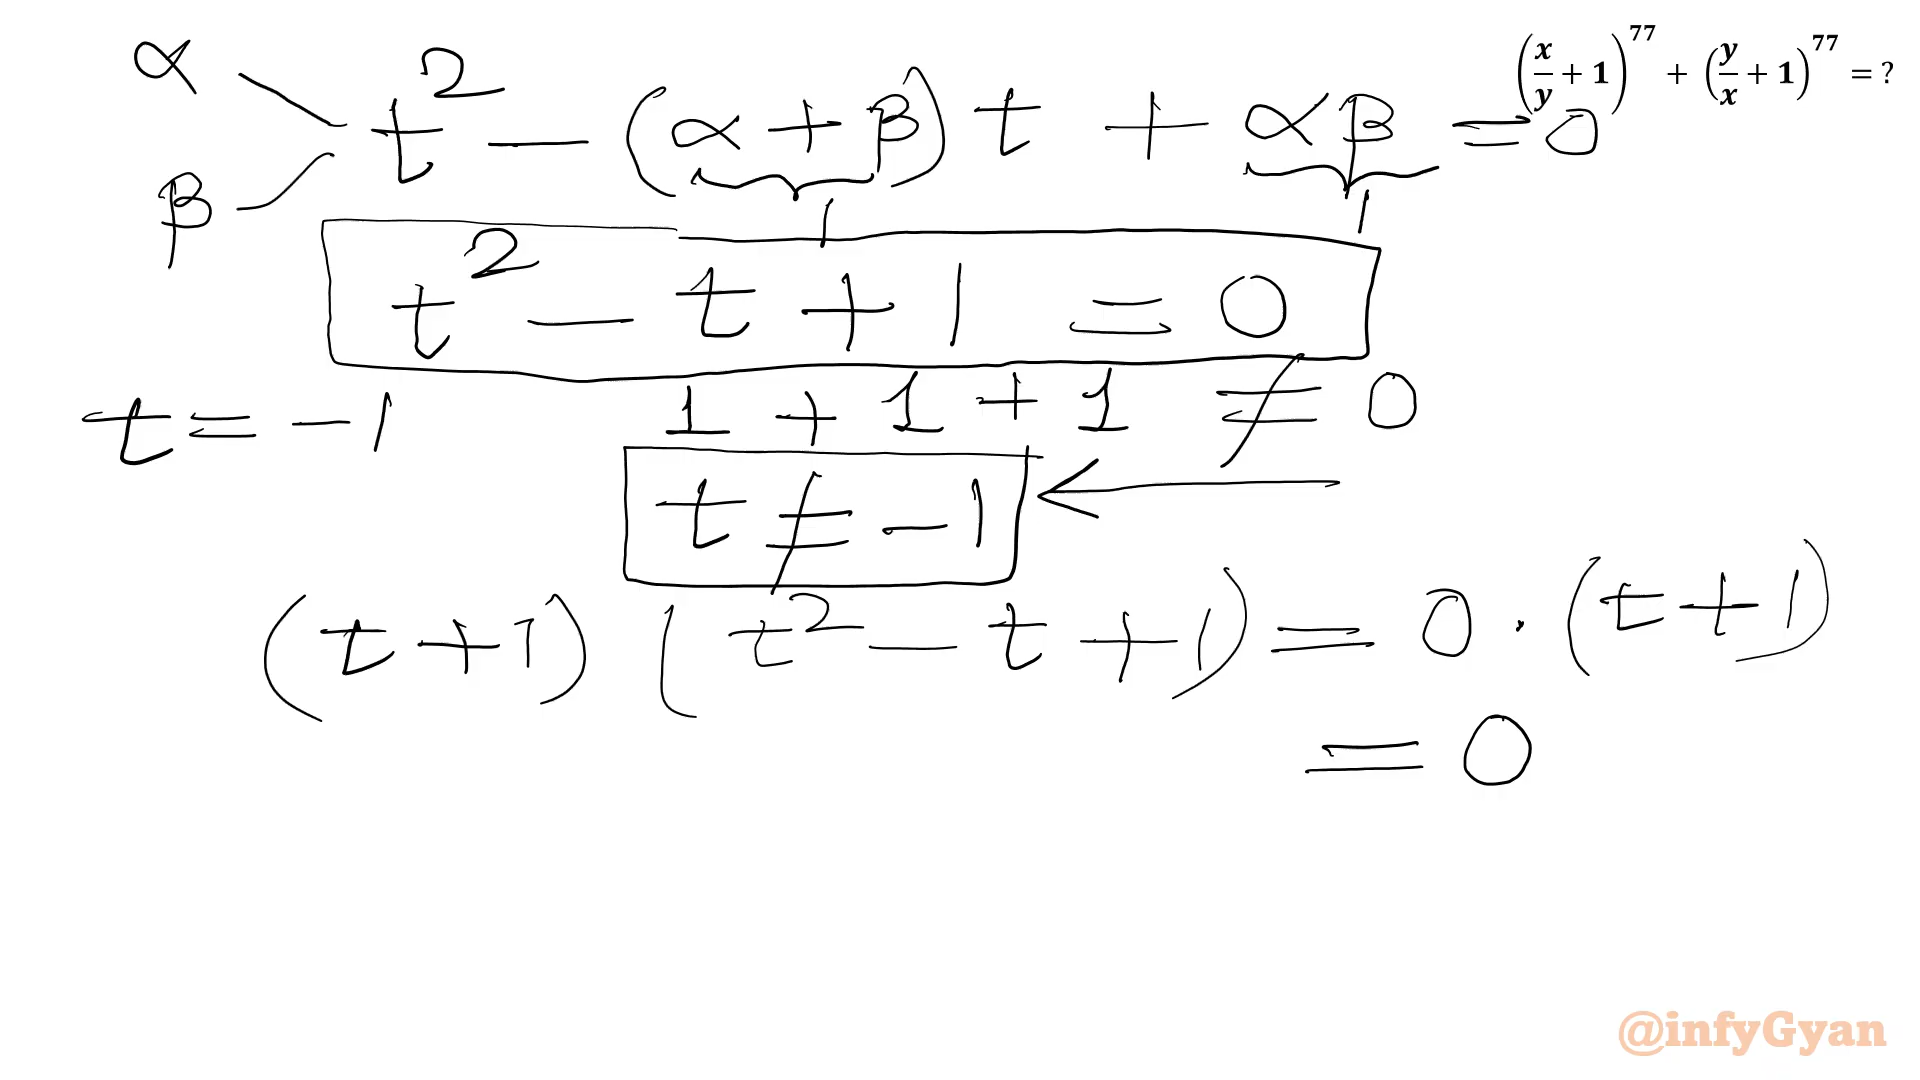 (x/y + 1)^77 + (y/x + 1)^77 = ?
α
t² − (α + β) t + αβ = 0
β
1 1
t² − t + 1 = 0
t = −1 1 + 1 + 1 ≠ 0
t ≠ −1
(t + 1) (t² − t + 1) = 0 · (t + 1)
= 0
@infyGyan